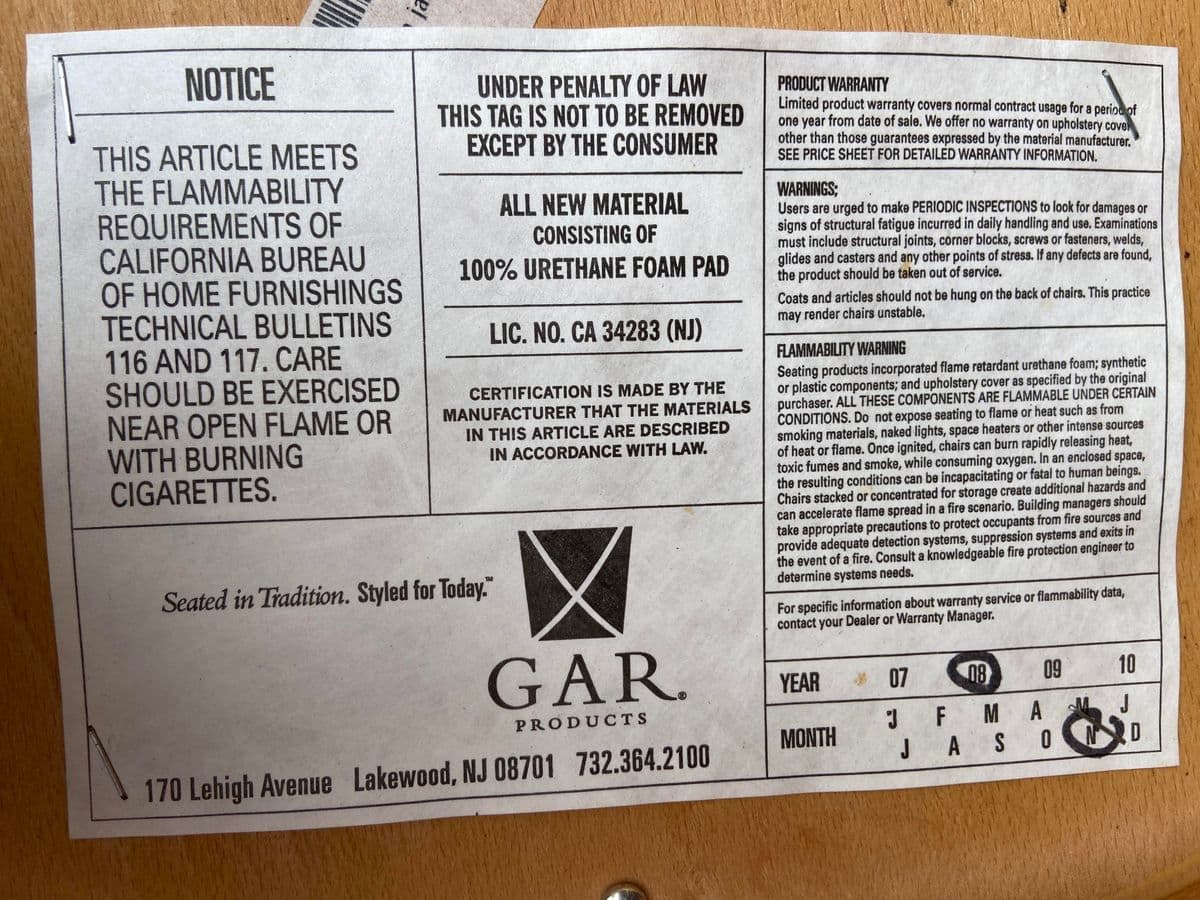 NOTICE
THIS ARTICLE MEETS
THE FLAMMABILITY
REQUIREMENTS OF
CALIFORNIA BUREAU
OF HOME FURNISHINGS
TECHNICAL BULLETINS
116 AND 117. CARE
SHOULD BE EXERCISED
NEAR OPEN FLAME OR
WITH BURNING
CIGARETTES.
UNDER PENALTY OF LAW
THIS TAG IS NOT TO BE REMOVED
EXCEPT BY THE CONSUMER
ALL NEW MATERIAL
CONSISTING OF
100% URETHANE FOAM PAD
LIC. NO. CA 34283 (NJ)
CERTIFICATION IS MADE BY THE
MANUFACTURER THAT THE MATERIALS
IN THIS ARTICLE ARE DESCRIBED
IN ACCORDANCE WITH LAW.
Seated in Tradition. Styled for Today.™
GAR®
PRODUCTS
170 Lehigh Avenue Lakewood, NJ 08701 732.364.2100
PRODUCT WARRANTY
Limited product warranty covers normal contract usage for a period of
one year from date of sale. We offer no warranty on upholstery cover
other than those guarantees expressed by the material manufacturer.
SEE PRICE SHEET FOR DETAILED WARRANTY INFORMATION.
WARNINGS;
Users are urged to make PERIODIC INSPECTIONS to look for damages or
signs of structural fatigue incurred in daily handling and use. Examinations
must include structural joints, corner blocks, screws or fasteners, welds,
glides and casters and any other points of stress. If any defects are found,
the product should be taken out of service.
Coats and articles should not be hung on the back of chairs. This practice
may render chairs unstable.
FLAMMABILITY WARNING
Seating products incorporated flame retardant urethane foam; synthetic
or plastic components; and upholstery cover as specified by the original
purchaser. ALL THESE COMPONENTS ARE FLAMMABLE UNDER CERTAIN
CONDITIONS. Do not expose seating to flame or heat such as from
smoking materials, naked lights, space heaters or other intense sources
of heat or flame. Once ignited, chairs can burn rapidly releasing heat,
toxic fumes and smoke, while consuming oxygen. In an enclosed space,
the resulting conditions can be incapacitating or fatal to human beings.
Chairs stacked or concentrated for storage create additional hazards and
can accelerate flame spread in a fire scenario. Building managers should
take appropriate precautions to protect occupants from fire sources and
provide adequate detection systems, suppression systems and exits in
the event of a fire. Consult a knowledgeable fire protection engineer to
determine systems needs.
For specific information about warranty service or flammability data,
contact your Dealer or Warranty Manager.
YEAR 07 08 09 10
MONTH J F M A M J
J A S O N D